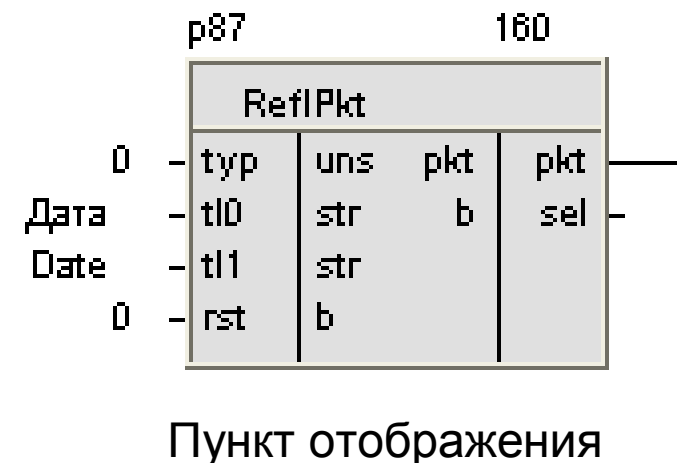 p87 160
ReflPkt
0 typ uns pkt pkt
Дата tl0 str b sel
Date tl1 str
0 rst b
Пункт отображения